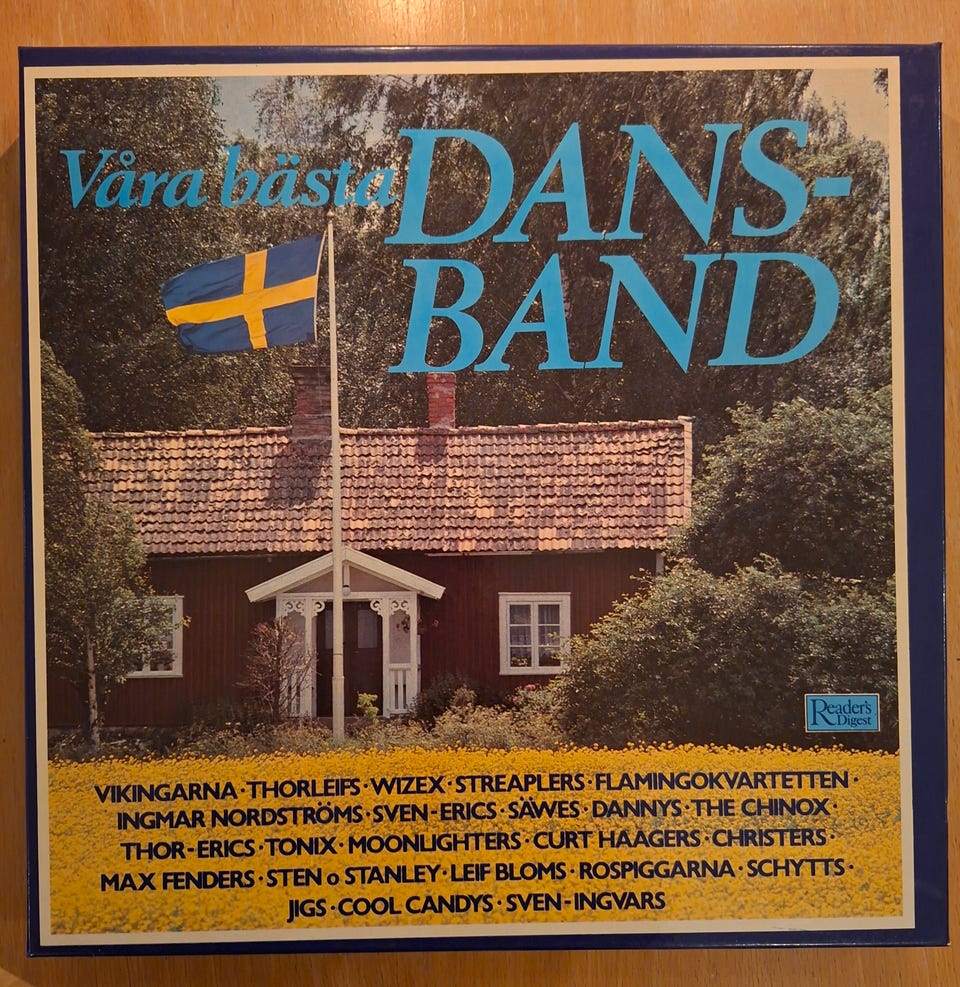 Våra bästa DANS-
BAND
Reader's
Digest
VIKINGARNA · THORLEIFS · WIZEX · STREAPLERS · FLAMINGOKVARTETTEN ·
INGMAR NORDSTRÖMS · SVEN-ERICS · SÄWES · DANNYS · THE CHINOX ·
THOR-ERICS · TONIX · MOONLIGHTERS · CURT HAAGERS · CHRISTERS ·
MAX FENDERS · STEN o STANLEY · LEIF BLOMS · ROSPIGGARNA · SCHYTTS ·
JIGS · COOL CANDYS · SVEN-INGVARS